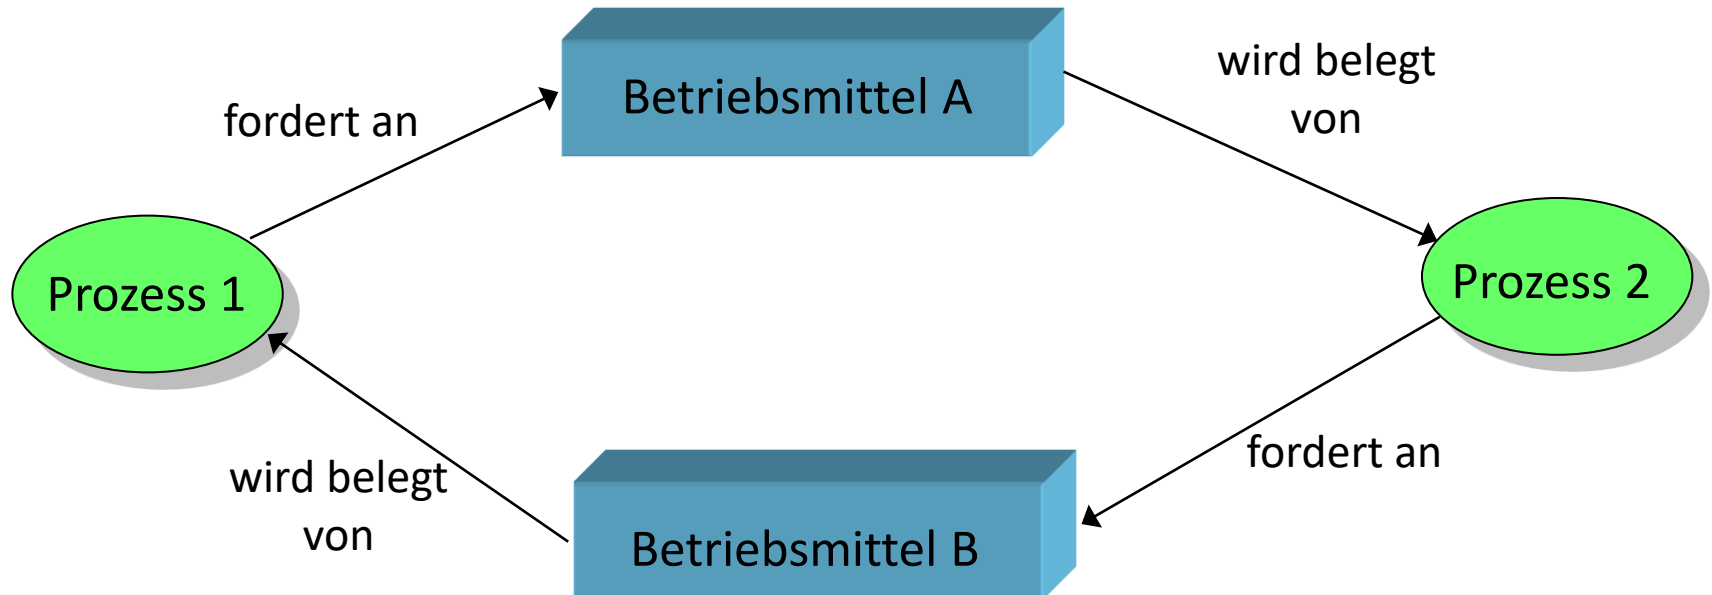 Betriebsmittel A
wird belegt
von
fordert an
Prozess 1
Prozess 2
wird belegt
von
fordert an
Betriebsmittel B